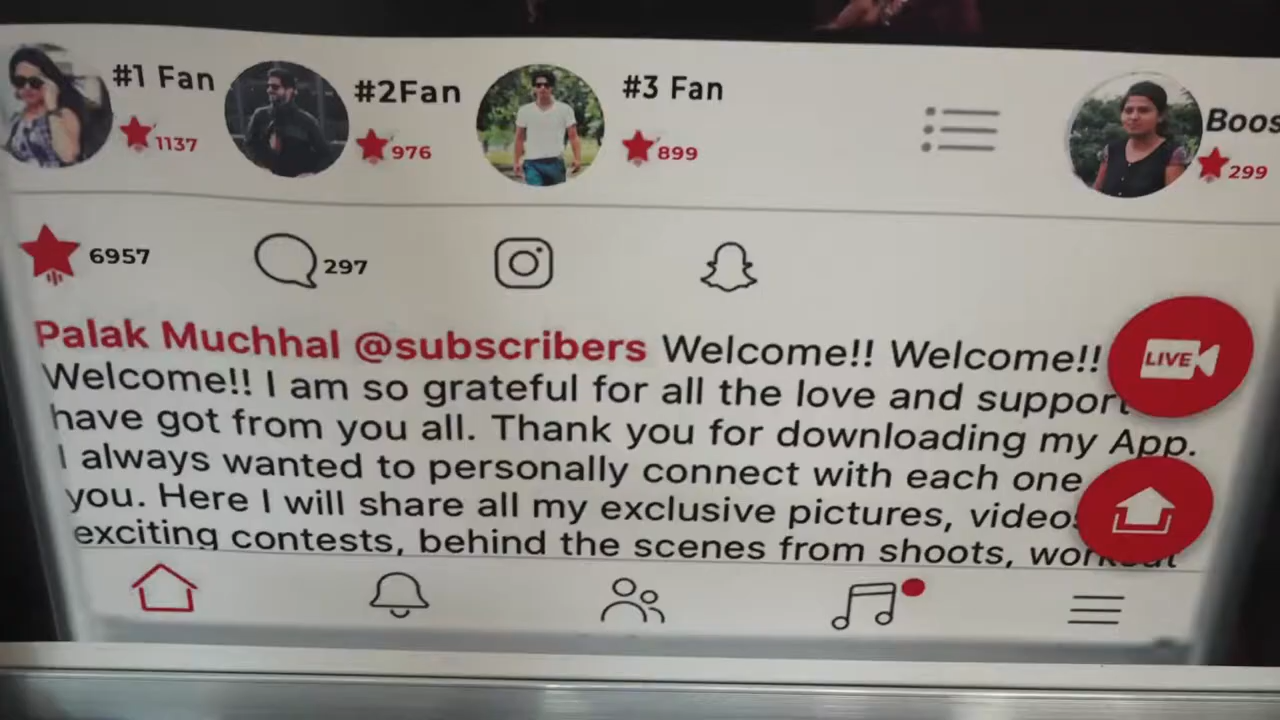 #1 Fan #2Fan #3 Fan
1137 976 899 299
6957 297
Palak Muchhal @subscribers Welcome!! Welcome!!
LIVE
Welcome!! I am so grateful for all the love and support
have got from you all. Thank you for downloading my App.
I always wanted to personally connect with each one
you. Here I will share all my exclusive pictures,
exciting contests, behind the scenes from shoots,